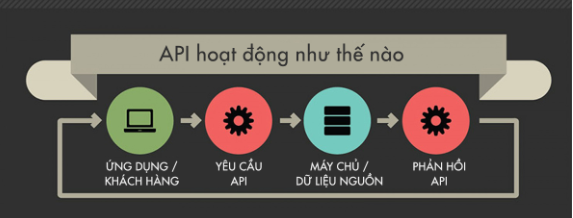 API hoạt động như thế nào
ỨNG DỤNG /
KHÁCH HÀNG
YÊU CẦU
API
MÁY CHỦ /
DỮ LIỆU NGUỒN
PHẢN HỒI
API